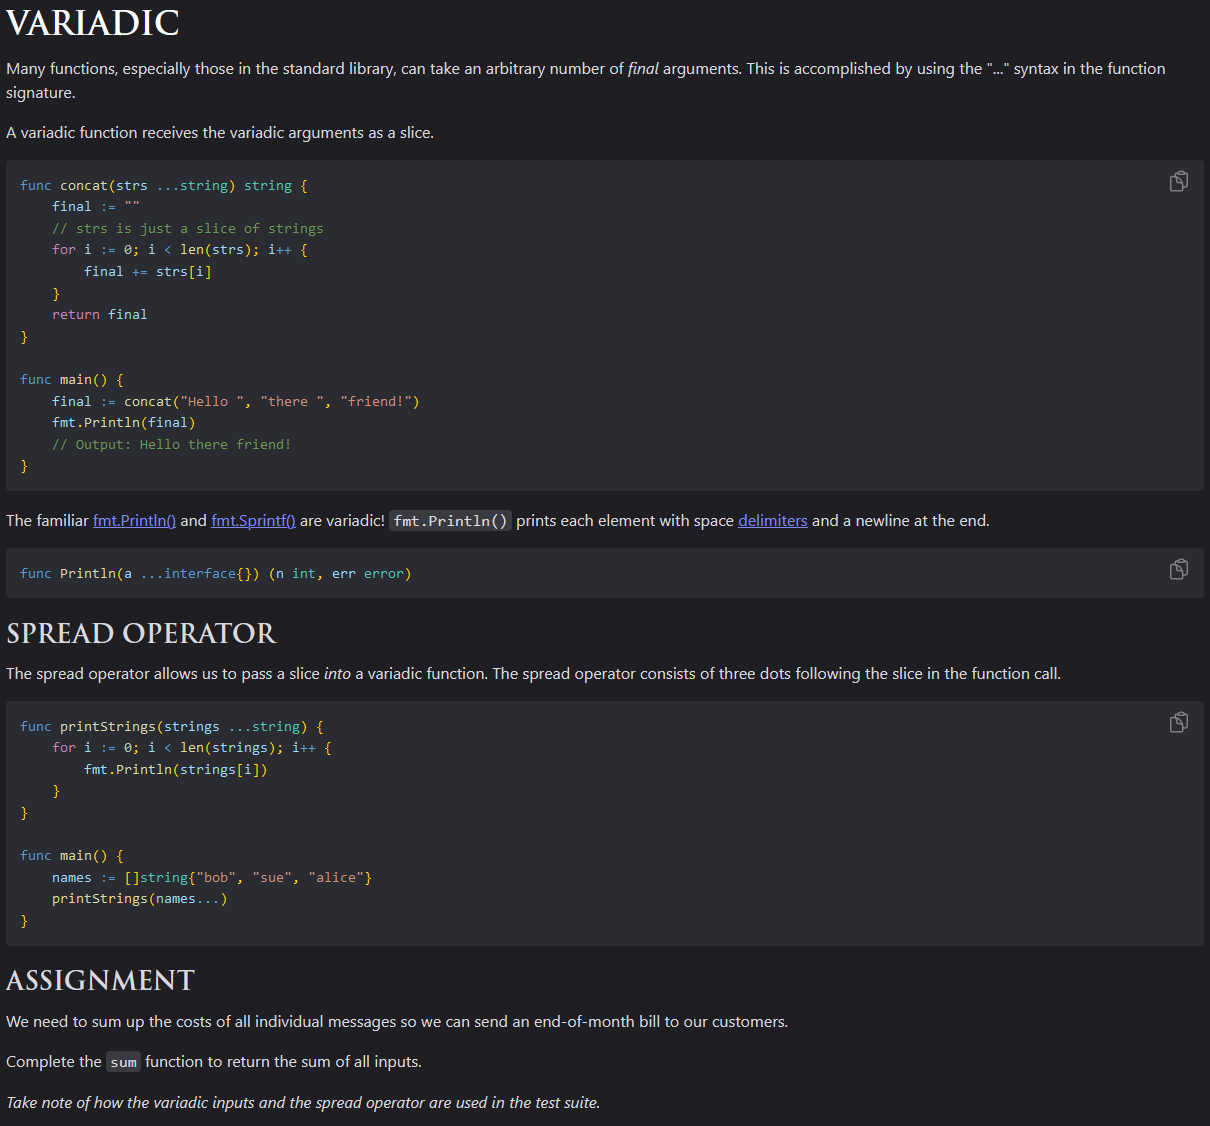 VARIADIC
Many functions, especially those in the standard library, can take an arbitrary number of final arguments. This is accomplished by using the "..." syntax in the function
signature.
A variadic function receives the variadic arguments as a slice.
func concat(strs ...string) string {
    final := ""
    // strs is just a slice of strings
    for i := 0; i < len(strs); i++ {
        final += strs[i]
    }
    return final
}
func main() {
    final := concat("Hello ", "there ", "friend!")
    fmt.Println(final)
    // Output: Hello there friend!
}
The familiar fmt.Println() and fmt.Sprintf() are variadic! fmt.Println() prints each element with space delimiters and a newline at the end.
func Println(a ...interface{}) (n int, err error)
SPREAD OPERATOR
The spread operator allows us to pass a slice into a variadic function. The spread operator consists of three dots following the slice in the function call.
func printStrings(strings ...string) {
    for i := 0; i < len(strings); i++ {
        fmt.Println(strings[i])
    }
}
func main() {
    names := []string{"bob", "sue", "alice"}
    printStrings(names...)
}
ASSIGNMENT
We need to sum up the costs of all individual messages so we can send an end-of-month bill to our customers.
Complete the sum function to return the sum of all inputs.
Take note of how the variadic inputs and the spread operator are used in the test suite.